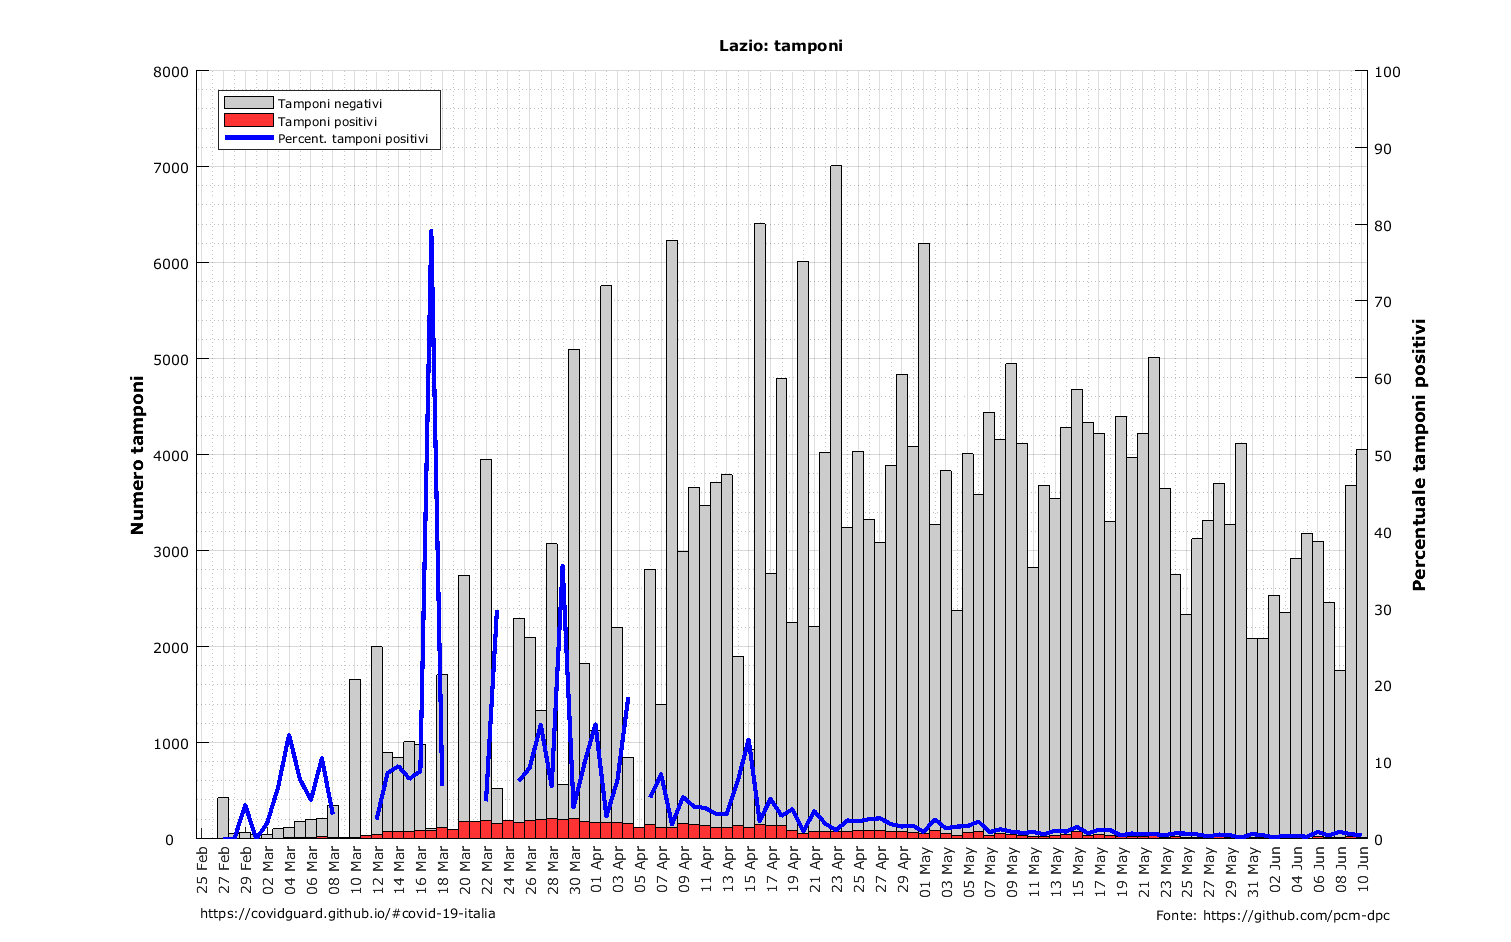 Lazio: tamponi
Tamponi negativi
Tamponi positivi
Percent. tamponi positivi
Numero tamponi
8000
7000
6000
5000
4000
3000
2000
1000
0
Percentuale tamponi positivi
100
90
80
70
60
50
40
30
20
10
0
25 Feb
27 Feb
29 Feb
02 Mar
04 Mar
06 Mar
08 Mar
10 Mar
12 Mar
14 Mar
16 Mar
18 Mar
20 Mar
22 Mar
24 Mar
26 Mar
28 Mar
30 Mar
01 Apr
03 Apr
05 Apr
07 Apr
09 Apr
11 Apr
13 Apr
15 Apr
17 Apr
19 Apr
21 Apr
23 Apr
25 Apr
27 Apr
29 Apr
01 May
03 May
05 May
07 May
09 May
11 May
13 May
15 May
17 May
19 May
21 May
23 May
25 May
27 May
29 May
31 May
02 Jun
04 Jun
06 Jun
08 Jun
10 Jun
https://covidguard.github.io/#covid-19-italia
Fonte: https://github.com/pcm-dpc